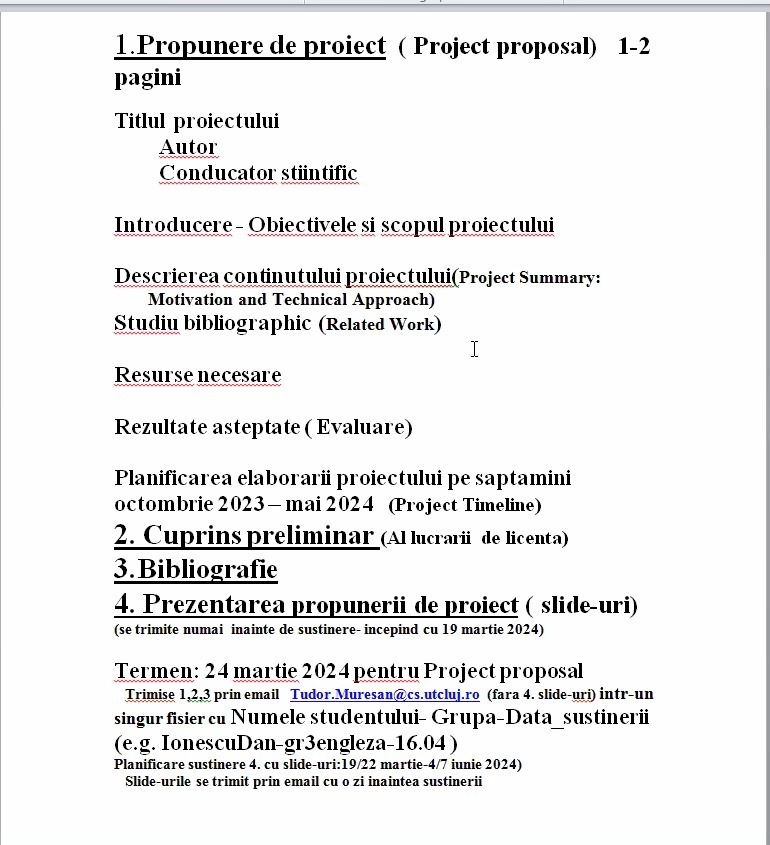 1.Propunere de proiect ( Project proposal) 1-2
pagini
Titlul proiectului
Autor
Conducator stiintific
Introducere - Obiectivele si scopul proiectului
Descrierea continutului proiectului(Project Summary:
Motivation and Technical Approach)
Studiu bibliographic (Related Work)
Resurse necesare
Rezultate asteptate ( Evaluare)
Planificarea elaborarii proiectului pe saptamini
octombrie 2023 – mai 2024 (Project Timeline)
2. Cuprins preliminar (Al lucrarii de licenta)
3.Bibliografie
4. Prezentarea propunerii de proiect ( slide-uri)
(se trimite numai inainte de sustinere- incepind cu 19 martie 2024)
Termen: 24 martie 2024 pentru Project proposal
Trimise 1,2,3 prin email Tudor.Muresan@cs.utcluj.ro (fara 4. slide-uri) intr-un
singur fisier cu Numele studentului- Grupa-Data_sustinerii
(e.g. IonescuDan-gr3engleza-16.04 )
Planificare sustinere 4. cu slide-uri:19/22 martie-4/7 iunie 2024)
Slide-urile se trimit prin email cu o zi inaintea sustinerii